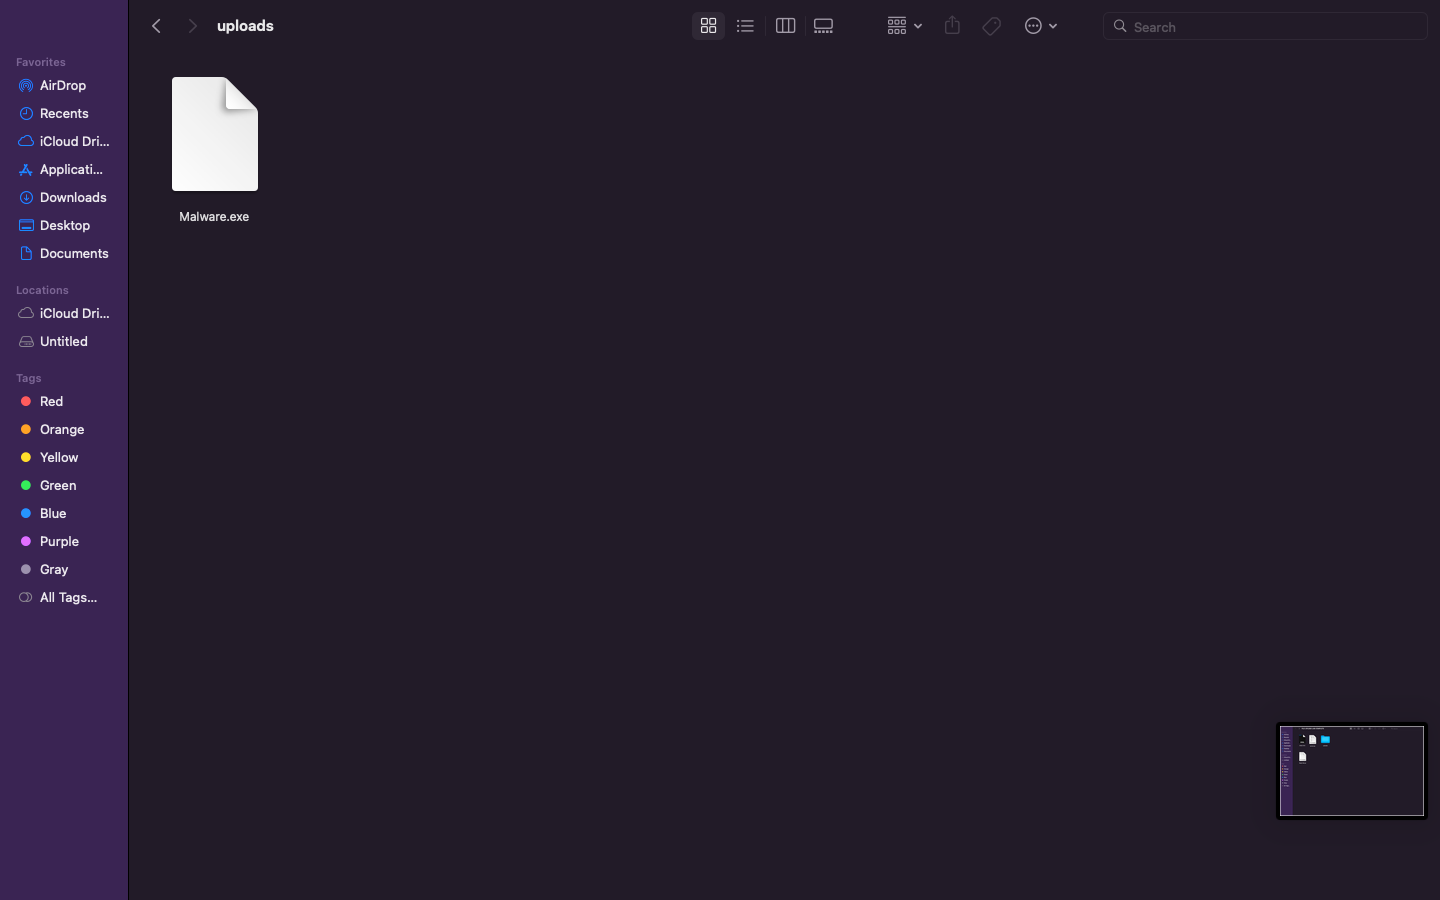 uploads
Search
Favorites
AirDrop
Recents
iCloud Dri...
Applicati...
Downloads
Desktop
Documents
Locations
iCloud Dri...
Untitled
Tags
Red
Orange
Yellow
Green
Blue
Purple
Gray
All Tags...
Malware.exe